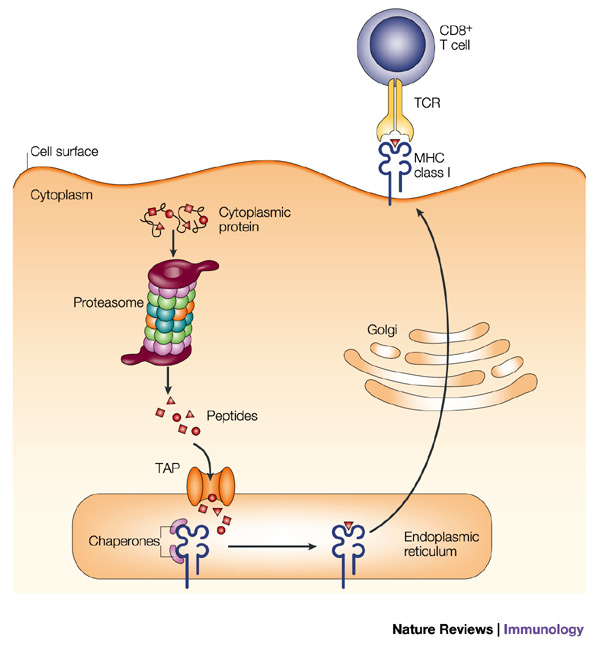 CD8+
T cell
TCR
MHC
class I
Cell surface
Cytoplasm
Cytoplasmic
protein
Proteasome
Golgi
Peptides
TAP
Chaperones
Endoplasmic
reticulum
Nature Reviews | Immunology